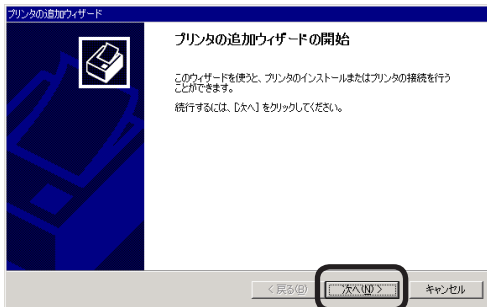 プリンタの追加ウィザード
プリンタの追加ウィザードの開始
このウィザードを使うと、プリンタのインストールまたはプリンタの接続を行う
ことができます。
続行するには、[次へ] をクリックしてください。
< 戻る(B)
次へ(N) >
キャンセル